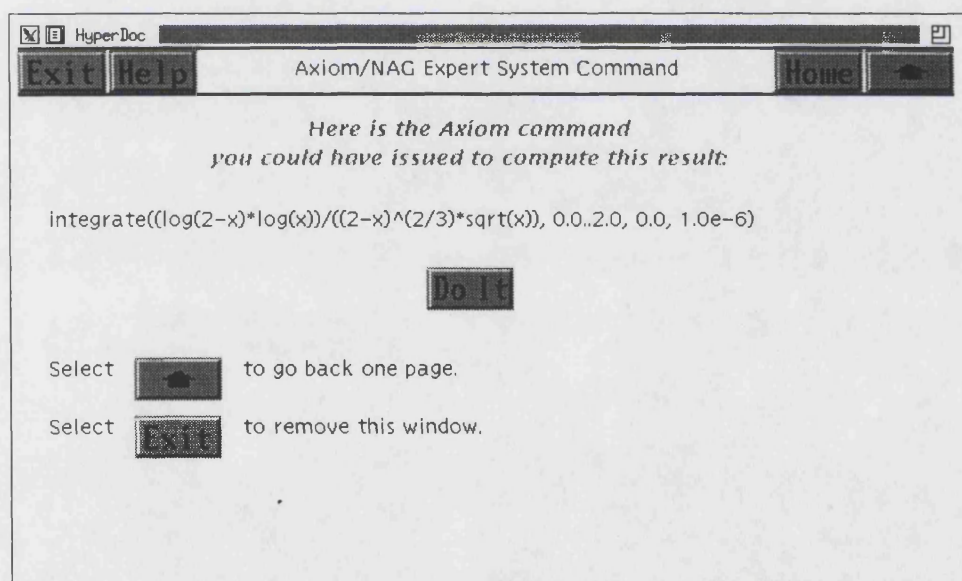 HyperDoc
Exit Help Axiom/NAG Expert System Command Home
Here is the Axiom command
you could have issued to compute this result:
integrate((log(2-x)*log(x))/((2-x)^(2/3)*sqrt(x)), 0.0..2.0, 0.0, 1.0e-6)
Do It
Select to go back one page.
Select Exit to remove this window.